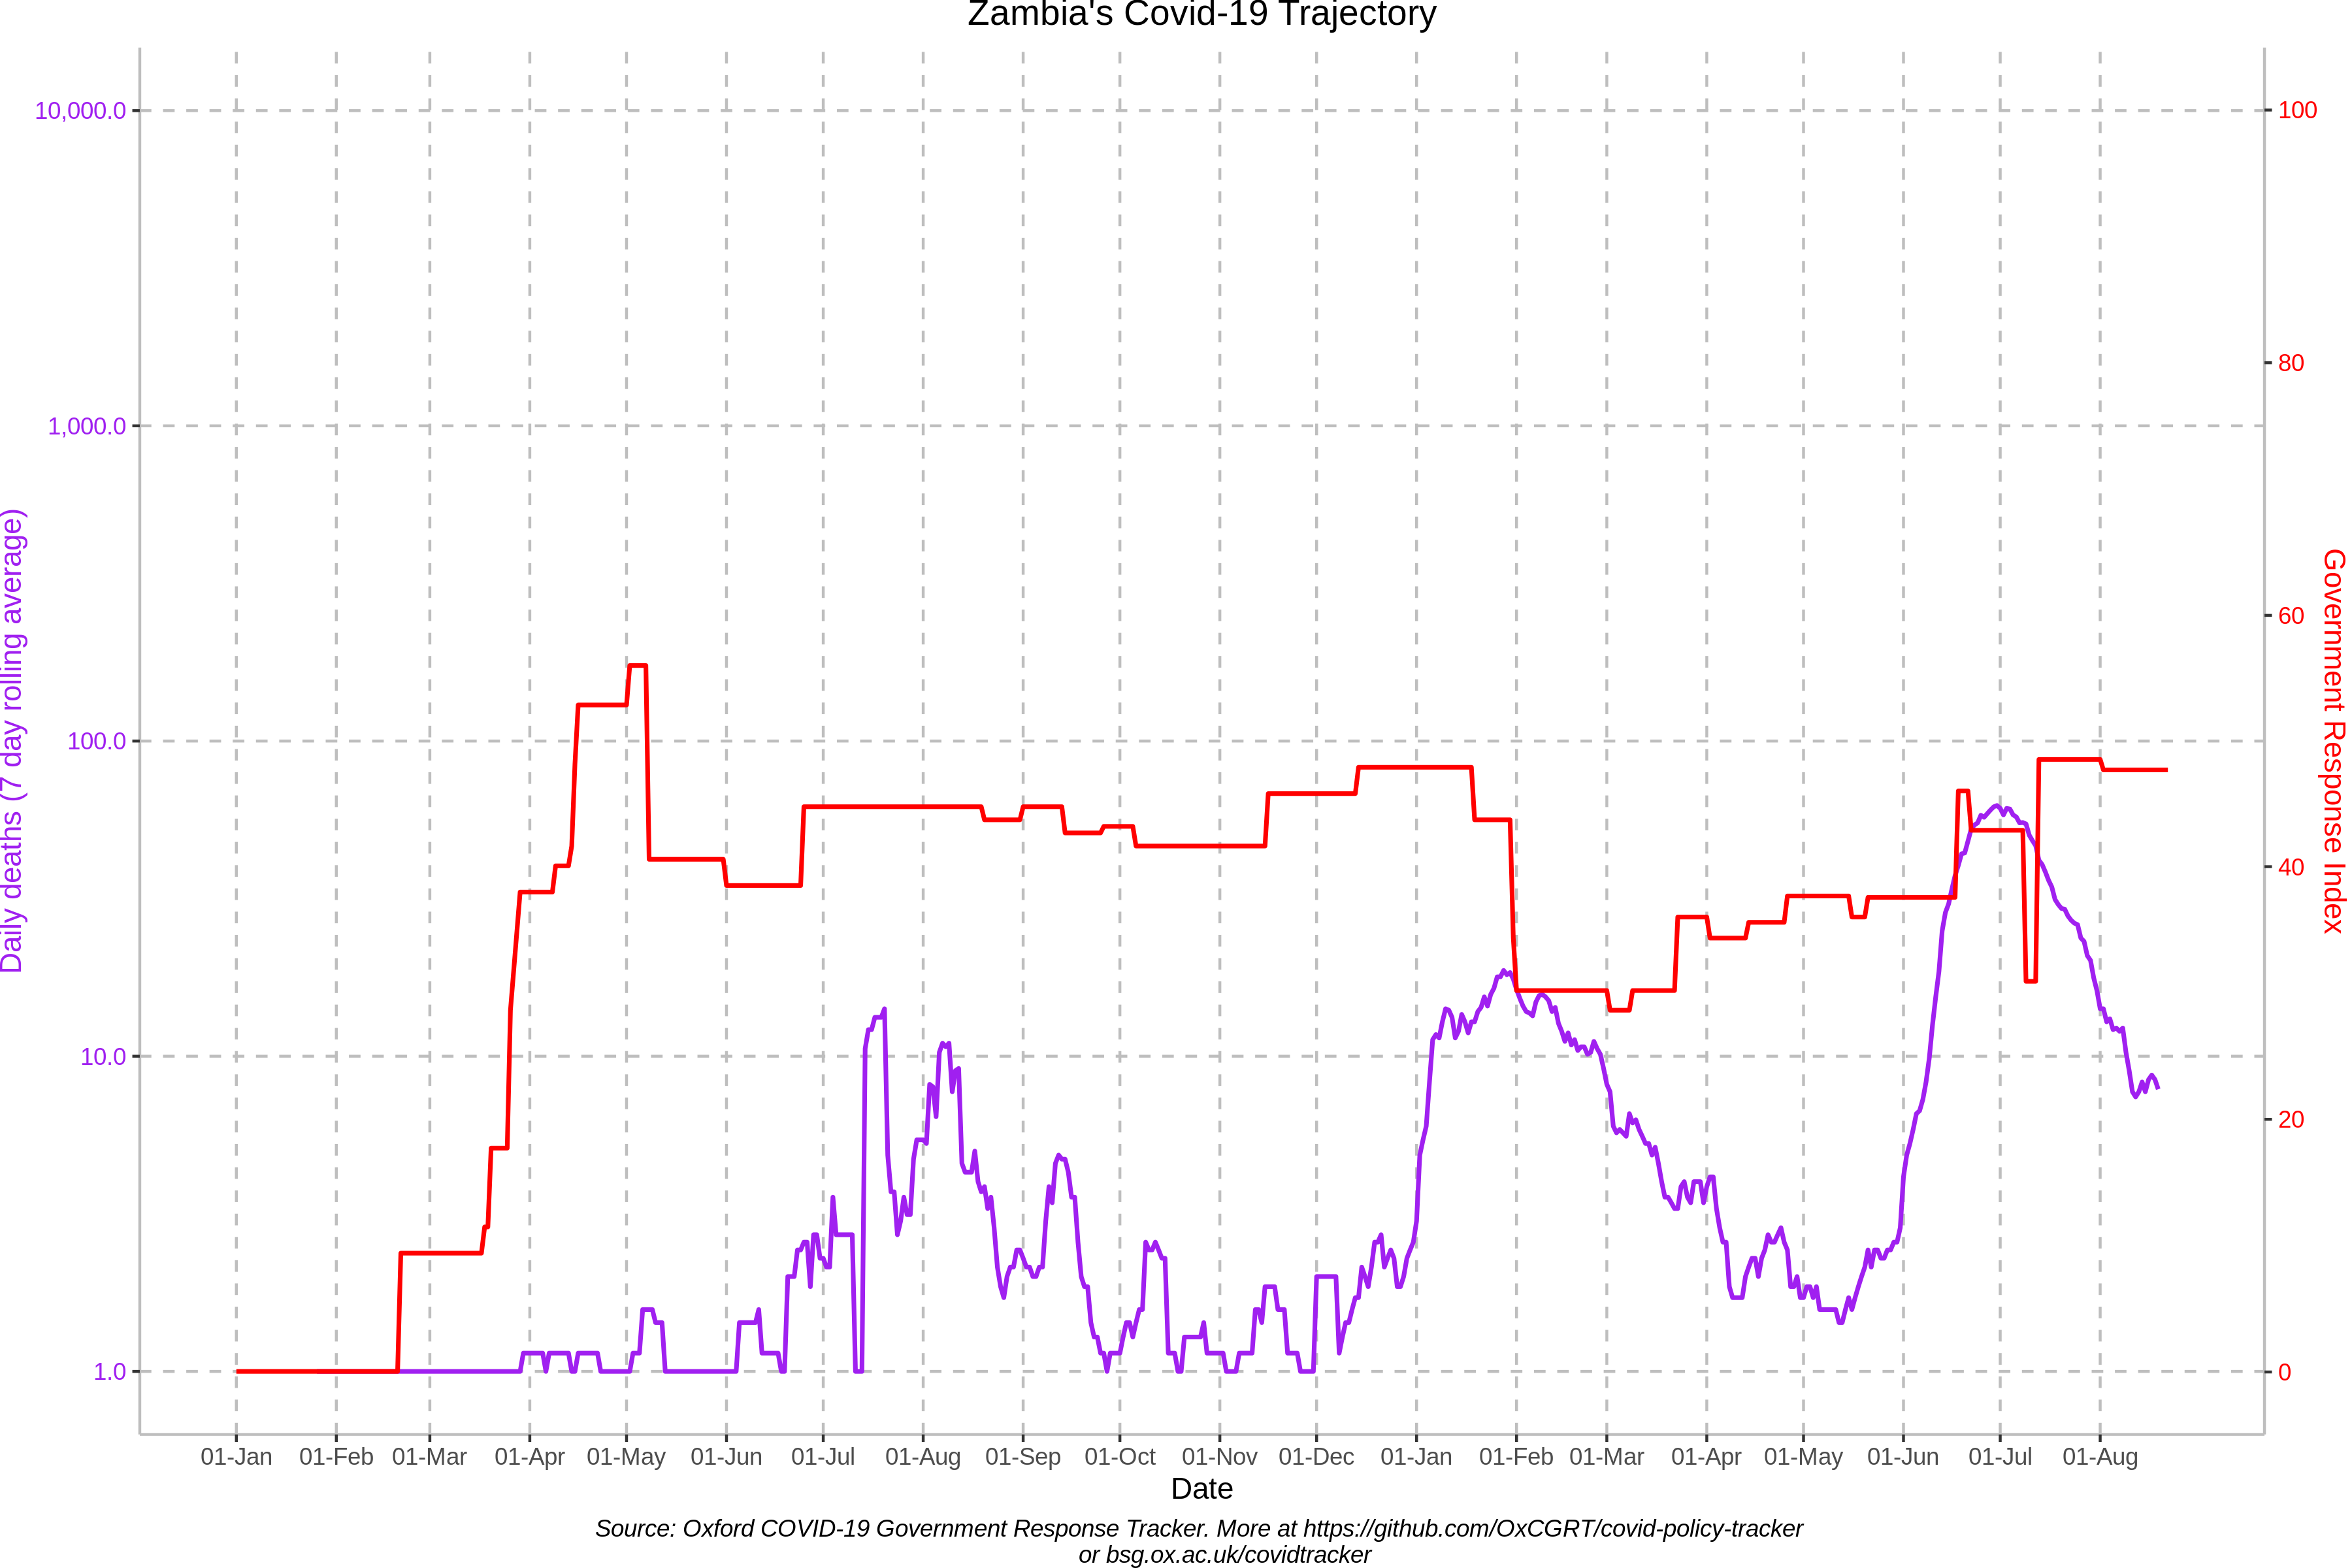 Zambia's Covid-19 Trajectory
10,000.0
1,000.0
100.0
10.0
1.0
Daily deaths (7 day rolling average)
100
80
60
40
20
0
Government Response Index
01-Jan 01-Feb 01-Mar 01-Apr 01-May 01-Jun 01-Jul 01-Aug 01-Sep 01-Oct 01-Nov 01-Dec 01-Jan 01-Feb 01-Mar 01-Apr 01-May 01-Jun 01-Jul 01-Aug
Date
Source: Oxford COVID-19 Government Response Tracker. More at https://github.com/OxCGRT/covid-policy-tracker
or bsg.ox.ac.uk/covidtracker